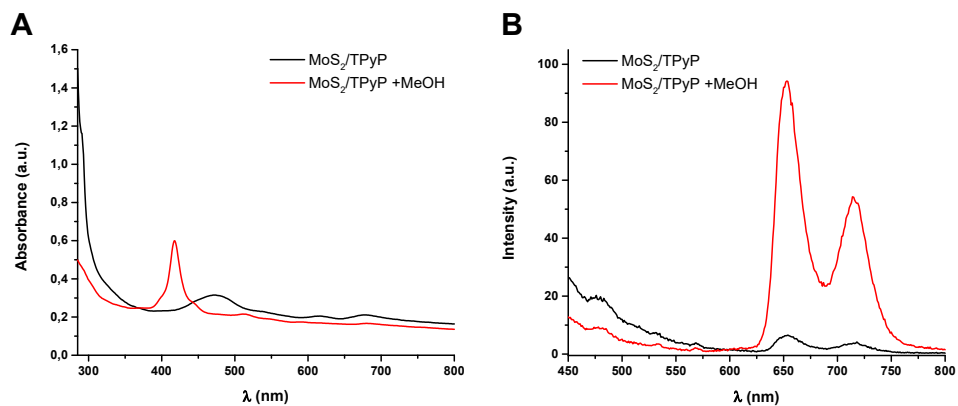 A
MoS₂/TPyP
MoS₂/TPyP +MeOH
Absorbance (a.u.)
1,6
1,4
1,2
1,0
0,8
0,6
0,4
0,2
0,0
300 400 500 600 700 800
λ (nm)
B
MoS₂/TPyP
MoS₂/TPyP +MeOH
Intensity (a.u.)
100
80
60
40
20
0
450 500 550 600 650 700 750 800
λ (nm)